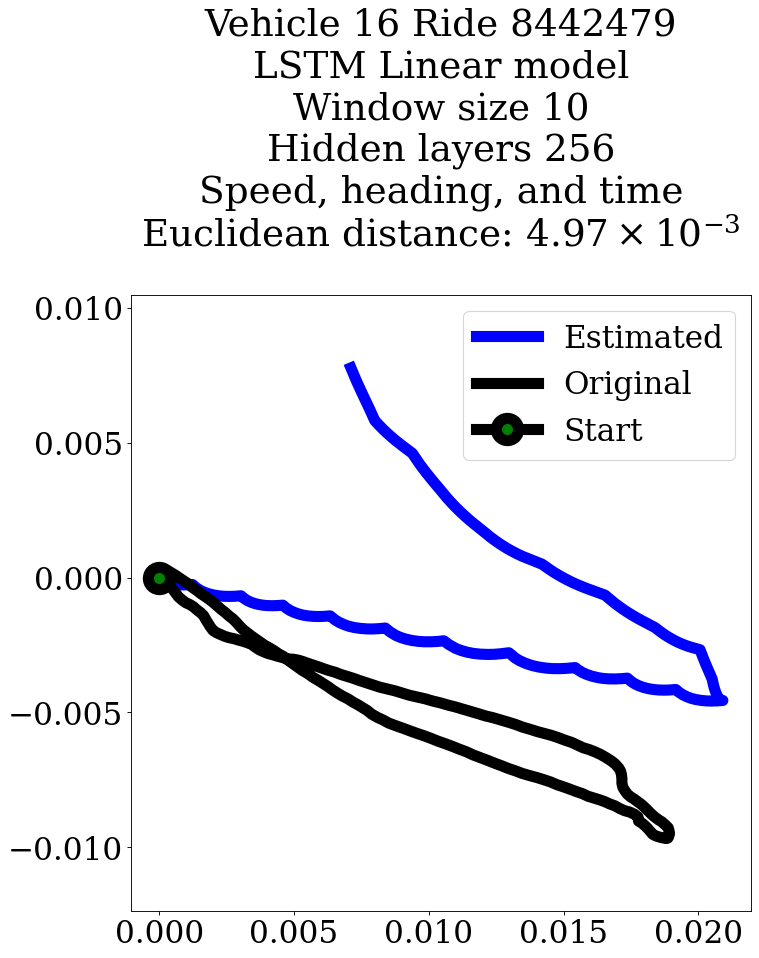 Vehicle 16 Ride 8442479
LSTM Linear model
Window size 10
Hidden layers 256
Speed, heading, and time
Euclidean distance: 4.97 × 10⁻³
0.010
Estimated
Original
0.005
Start
0.000
−0.005
−0.010
0.000 0.005 0.010 0.015 0.020